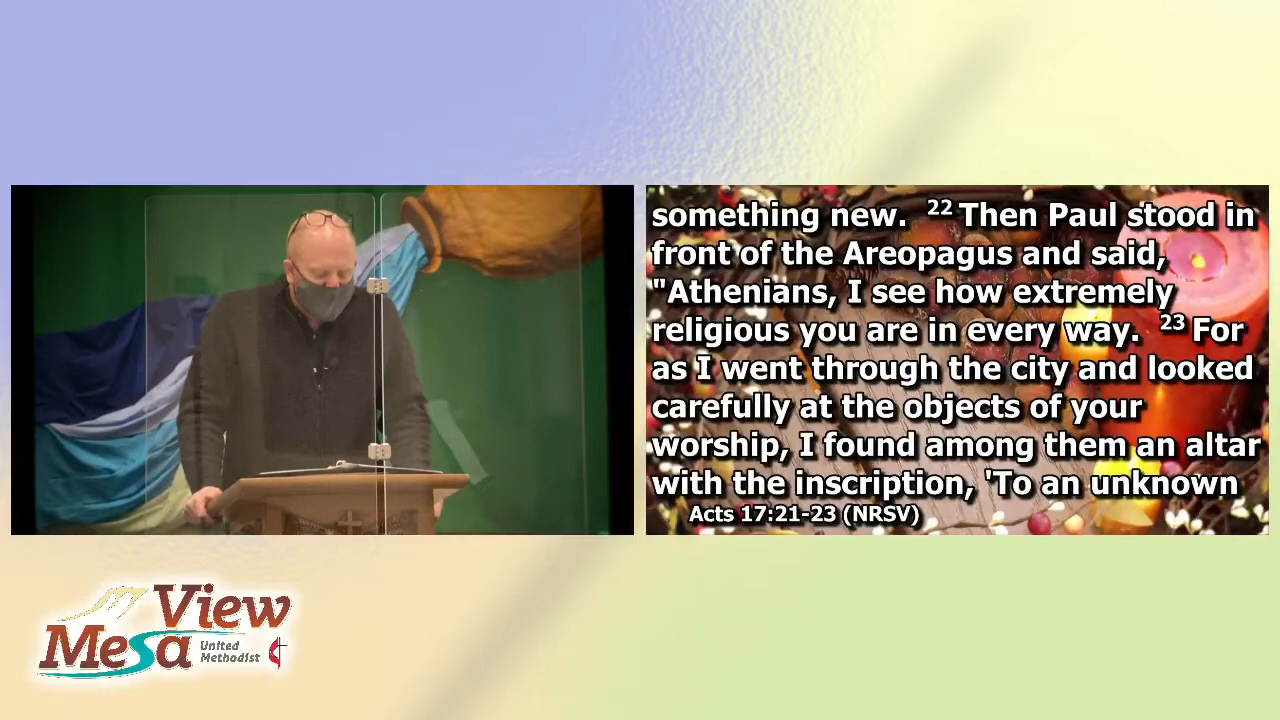 something new. 22 Then Paul stood in
front of the Areopagus and said,
"Athenians, I see how extremely
religious you are in every way. 23 For
as I went through the city and looked
carefully at the objects of your
worship, I found among them an altar
with the inscription, 'To an unknown
Acts 17:21-23 (NRSV)
View
Mesa
United
Methodist